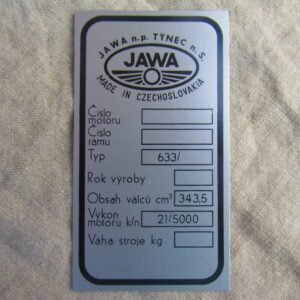 JAWA n.p. TÝNEC n. S.
JAWA
MADE IN CZECHOSLOVAKIA
Číslo motoru
Číslo rámu
Typ 633/
Rok výroby
Obsah válců cm³ 343,5
Výkon motoru k/n 21/5000
Váha stroje kg